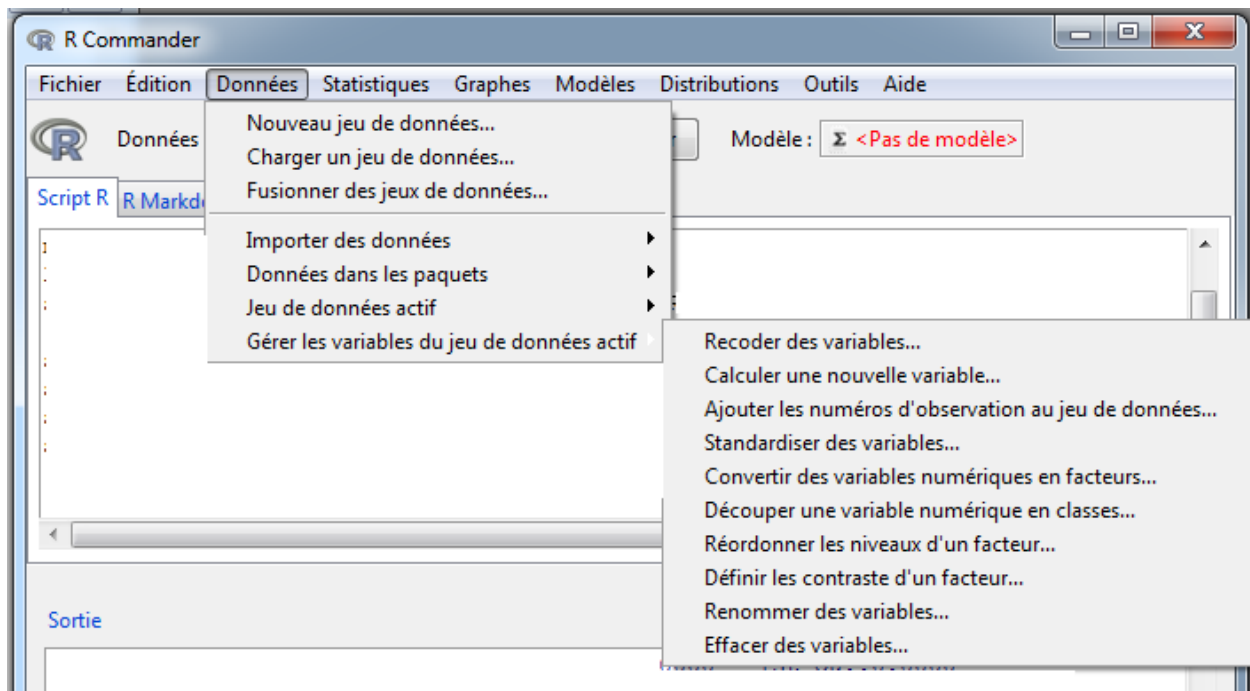 R Commander
Fichier Édition Données Statistiques Graphes Modèles Distributions Outils Aide
Données
Modèle : Σ <Pas de modèle>
Nouveau jeu de données...
Charger un jeu de données...
Fusionner des jeux de données...
Importer des données
Données dans les paquets
Jeu de données actif
Gérer les variables du jeu de données actif
Script R
Recoder des variables...
Calculer une nouvelle variable...
Ajouter les numéros d'observation au jeu de données...
Standardiser des variables...
Convertir des variables numériques en facteurs...
Découper une variable numérique en classes...
Réordonner les niveaux d'un facteur...
Définir les contraste d'un facteur...
Renommer des variables...
Effacer des variables...
Sortie